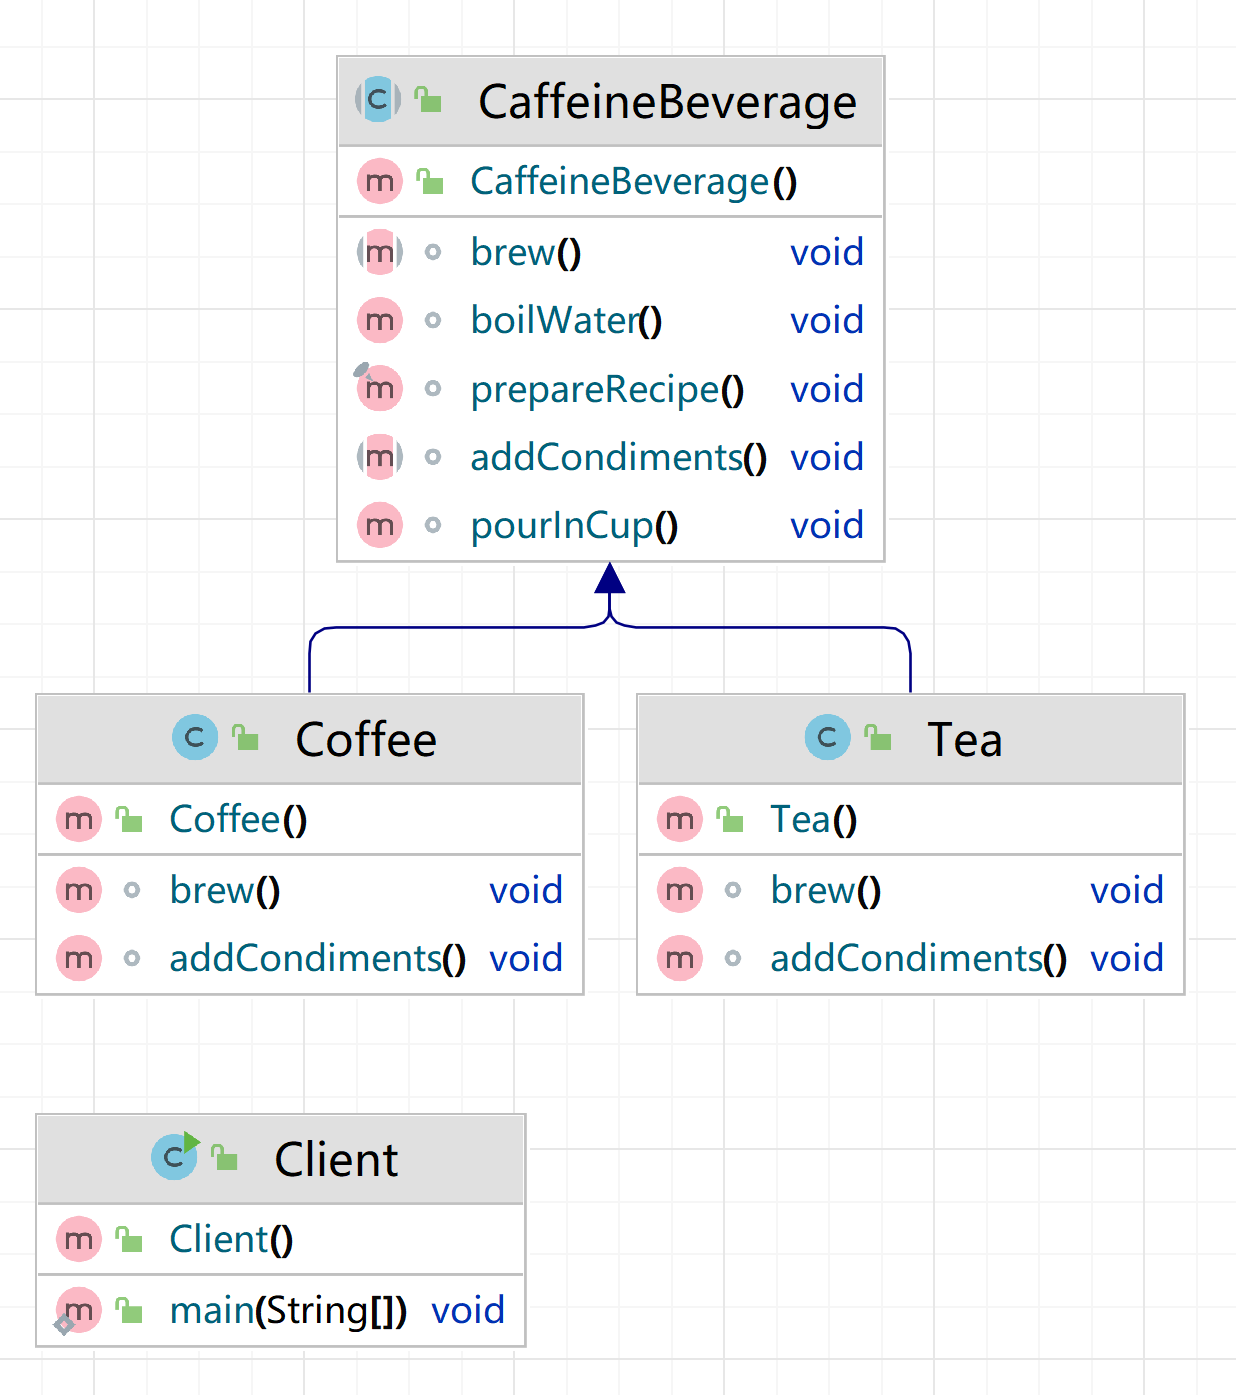 CaffeineBeverage
CaffeineBeverage()
brew() void
boilWater() void
prepareRecipe() void
addCondiments() void
pourInCup() void
Coffee
Coffee()
brew() void
addCondiments() void
Tea
Tea()
brew() void
addCondiments() void
Client
Client()
main(String[]) void